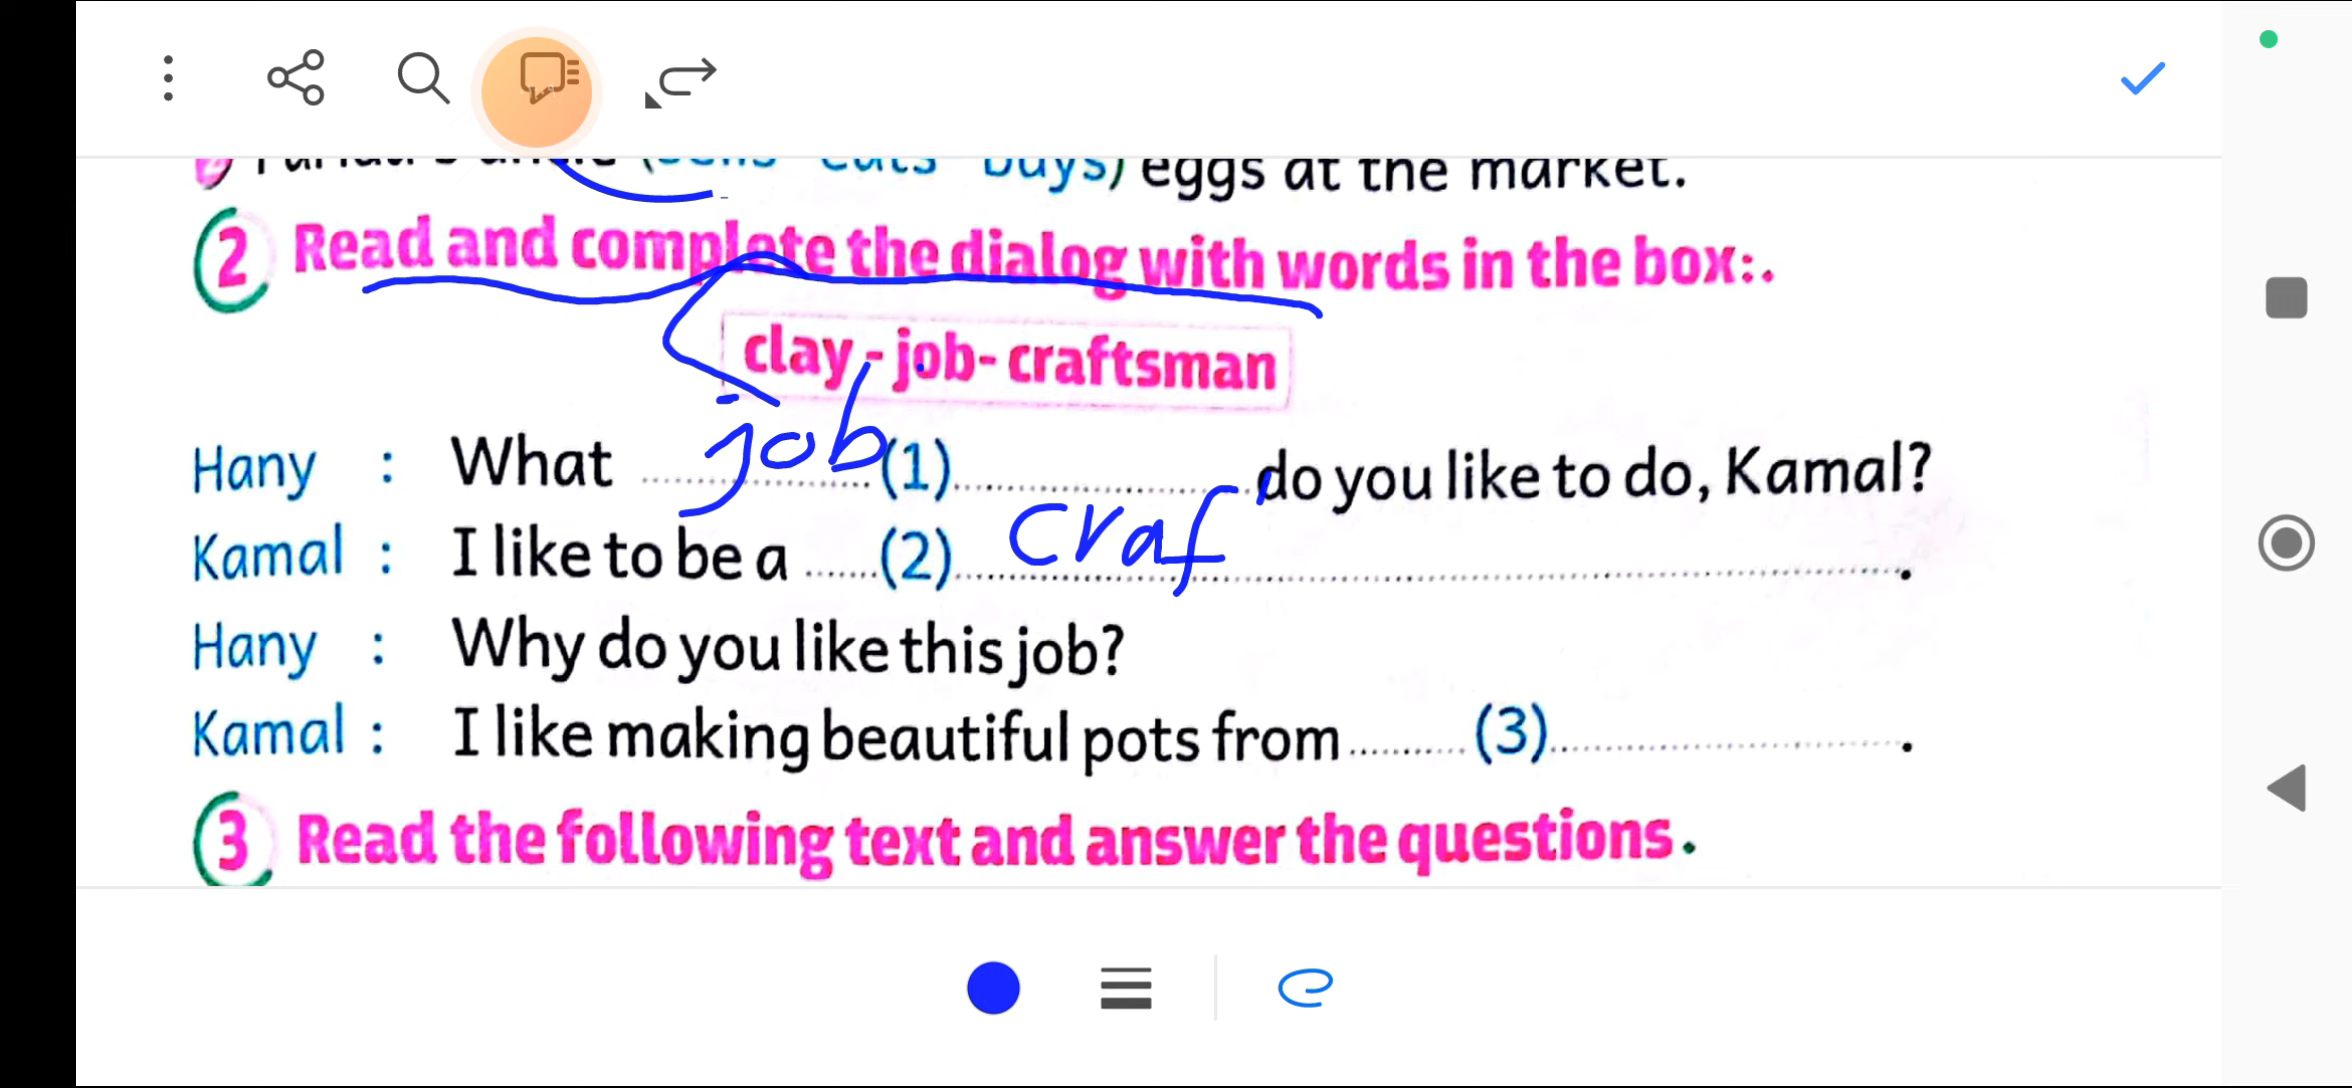 eggs at the market.
2 Read and complete the dialog with words in the box:.
clay - job- craftsman
Hany : What ........job(1)................do you like to do, Kamal?
Kamal : I like to be a ......(2) craf.................................
Hany : Why do you like this job?
Kamal : I like making beautiful pots from..........(3)........................
3 Read the following text and answer the questions.